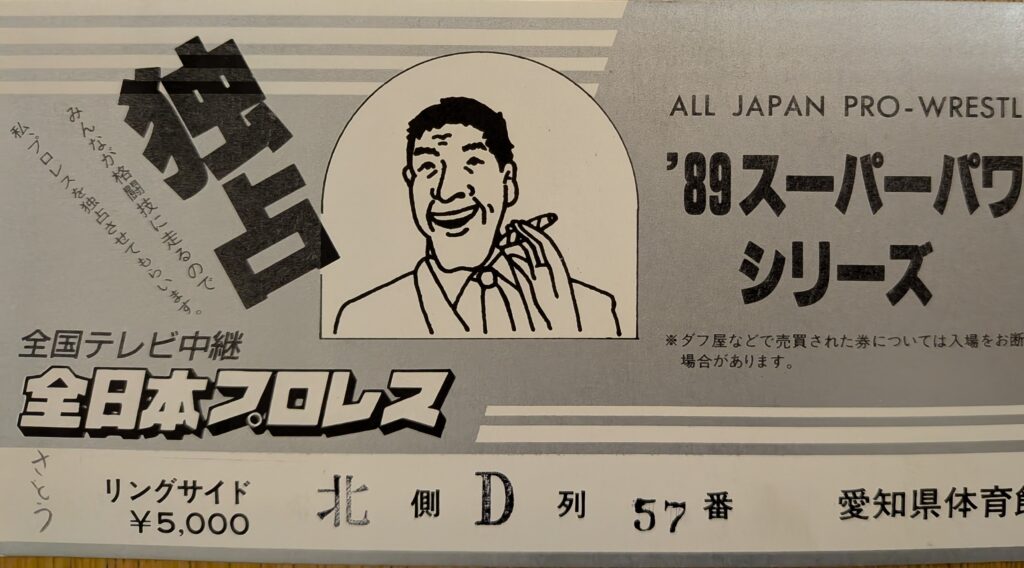 独占
みんなが格闘技に走るので
私、プロレスを独占させてもらいます。
全国テレビ中継
全日本プロレス
ALL JAPAN PRO-WRESTL
'89スーパーパワ
シリーズ
※ダフ屋などで売買された券については入場をお断
場合があります。
さとう
リングサイド
¥5,000
北側 D列 57番
愛知県体育館